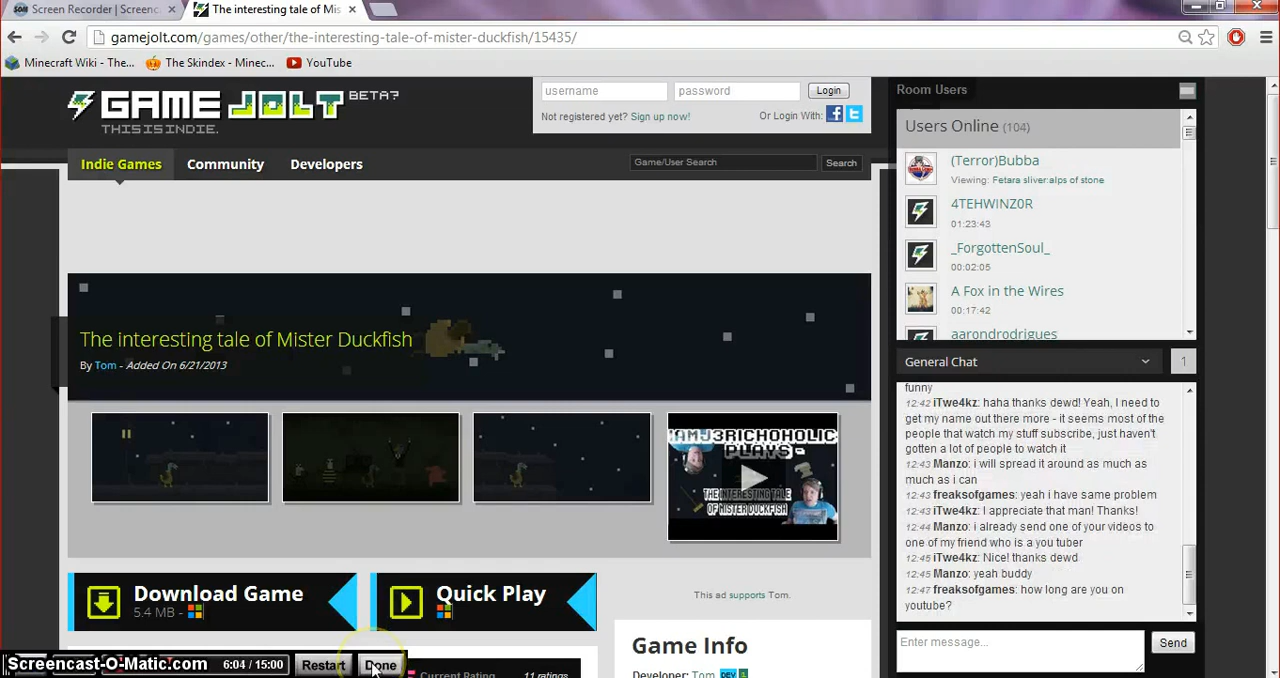 Screen Recorder | Screenc
The interesting tale of Mis
gamejolt.com/games/other/the-interesting-tale-of-mister-duckfish/15435/
Minecraft Wiki - The...
The Skindex - Minec...
YouTube
GAME JOLT BETA?
THIS IS INDIE.
username
password
Login
Not registered yet? Sign up now!
Or Login With:
Indie Games
Community
Developers
Game/User Search
Search
The interesting tale of Mister Duckfish
By Tom - Added On 6/21/2013
PLAYS -
THE INTERESTING TALE
OF MISTER DUCKFISH
Download Game
5.4 MB -
Quick Play
This ad supports Tom.
Game Info
Developer: Tom DEV 1
Current Rating
11 ratings
Screencast-O-Matic.com
6:04 / 15:00
Restart
Done
Room Users
Users Online (104)
(Terror)Bubba
Viewing: Fetara sliver:alps of stone
4TEHWINZ0R
01:23:43
_ForgottenSoul_
00:02:05
A Fox in the Wires
00:17:42
aarondrodrigues
General Chat
1
funny
12:42 iTwe4kz: haha thanks dewd! Yeah, I need to
get my name out there more - it seems most of the
people that watch my stuff subscribe, just haven't
gotten a lot of people to watch it
12:43 Manzo: i will spread it around as much as
much as i can
12:43 freaksofgames: yeah i have same problem
12:43 iTwe4kz: I appreciate that man! Thanks!
12:44 Manzo: i already send one of your videos to
one of my friend who is a you tuber
12:45 iTwe4kz: Nice! thanks dewd
12:45 Manzo: yeah buddy
12:47 freaksofgames: how long are you on
youtube?
Enter message...
Send